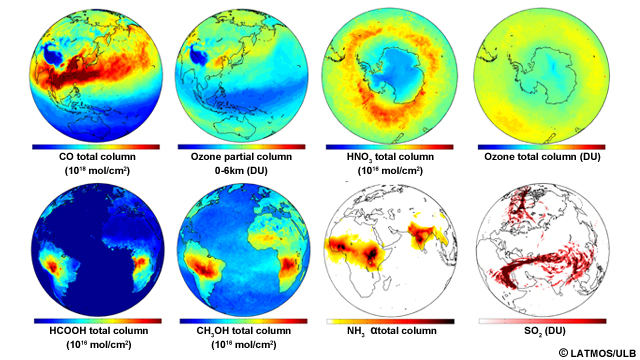 CO total column
(10¹⁸ mol/cm²)
Ozone partial column
0-6km (DU)
HNO₃ total column
(10¹⁶ mol/cm²)
Ozone total column (DU)
HCOOH total column
(10¹⁶ mol/cm²)
CH₃OH total column
(10¹⁶ mol/cm²)
NH₃ αtotal column
SO₂ (DU)
© LATMOS/ULB